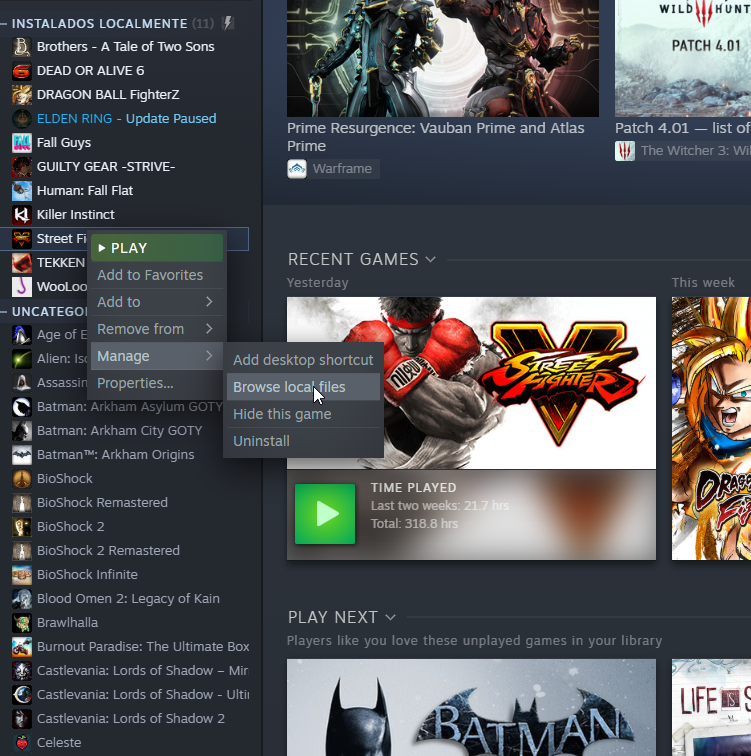 INSTALADOS LOCALMENTE (11)
Brothers - A Tale of Two Sons
DEAD OR ALIVE 6
DRAGON BALL FighterZ
ELDEN RING - Update Paused
Fall Guys
GUILTY GEAR -STRIVE-
Human: Fall Flat
Killer Instinct
Street Fi
TEKKEN
WooLoo
UNCATEGO
Age of E
Alien: Iso
Assassin
Batman: Arkham Asylum GOTY
Batman: Arkham City GOTY
Batman™: Arkham Origins
BioShock
BioShock Remastered
BioShock 2
BioShock 2 Remastered
BioShock Infinite
Blood Omen 2: Legacy of Kain
Brawlhalla
Burnout Paradise: The Ultimate Box
Castlevania: Lords of Shadow – Mir
Castlevania: Lords of Shadow - Ulti
Castlevania: Lords of Shadow 2
Celeste
PLAY
Add to Favorites
Add to
Remove from
Manage
Properties...
Add desktop shortcut
Browse local files
Hide this game
Uninstall
Prime Resurgence: Vauban Prime and Atlas
Prime
Warframe
WILD HUNT
PATCH 4.01
Patch 4.01 — list of
The Witcher 3: Wil
RECENT GAMES
Yesterday
This week
STREET FIGHTER V
TIME PLAYED
Last two weeks: 21.7 hrs
Total: 318.8 hrs
DRAGO
FI
PLAY NEXT
Players like you love these unplayed games in your library
BATMAN
LIFE IS S